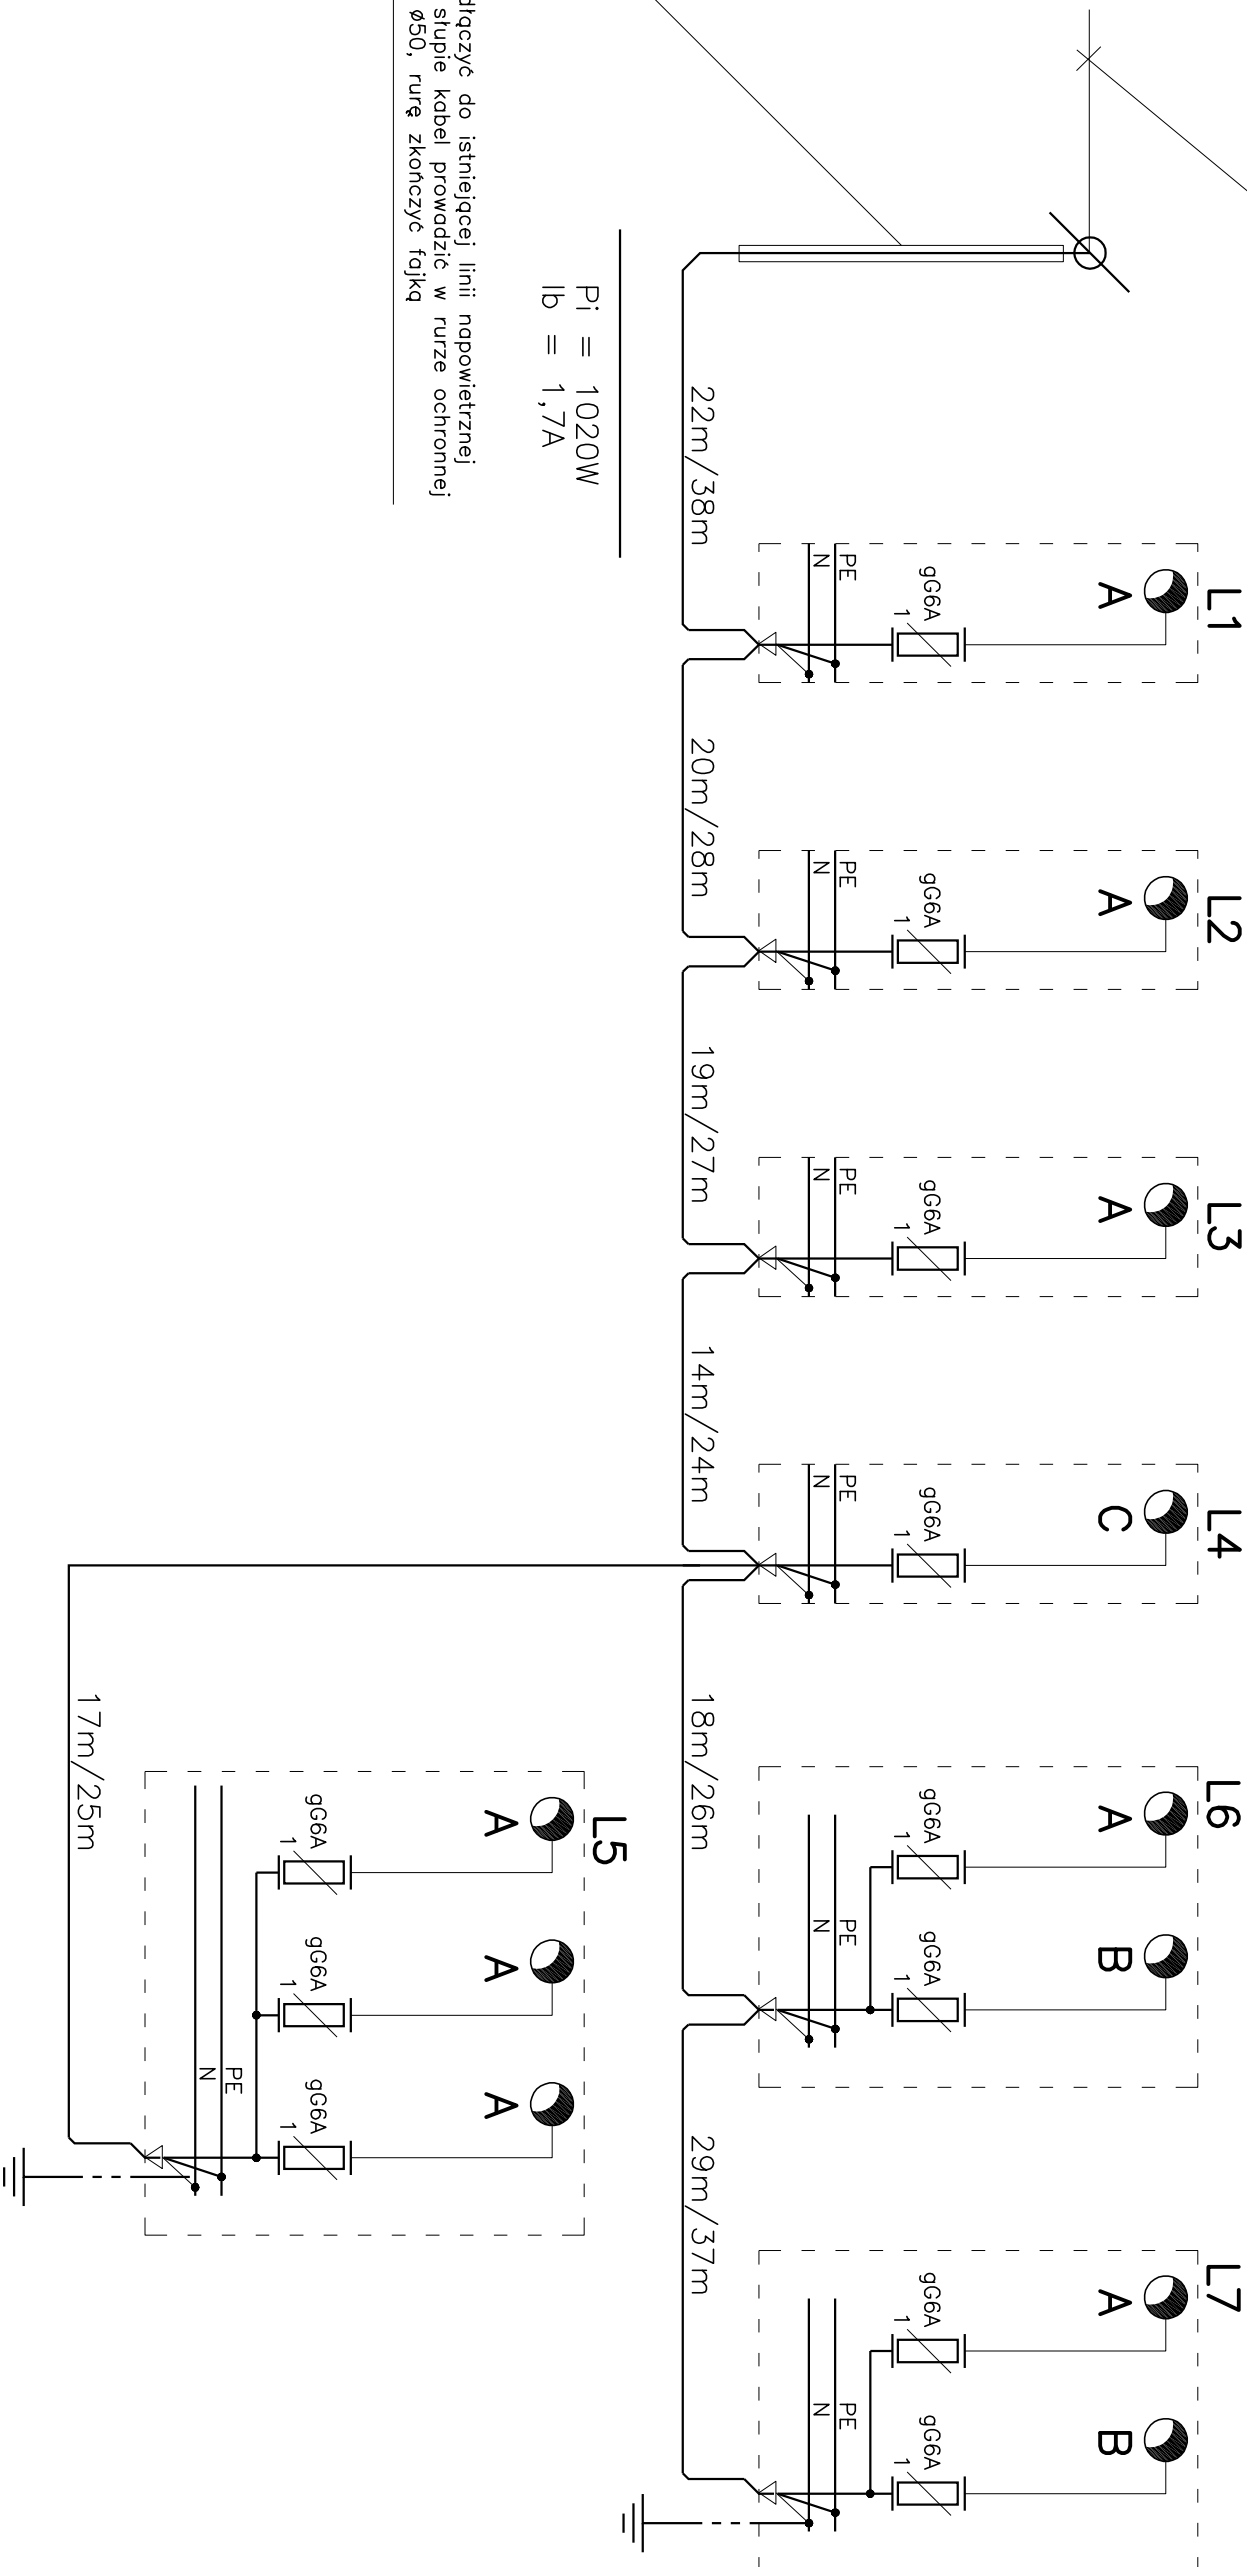 L1
A
gG6A
1
PE
N
L2
A
gG6A
1
PE
N
L3
A
gG6A
1
PE
N
L4
C
gG6A
1
PE
N
L6
A
B
gG6A
gG6A
1
1
PE
N
L7
A
B
gG6A
gG6A
1
1
PE
N
22m/38m
20m/28m
19m/27m
14m/24m
18m/26m
29m/37m
Pi = 1020W
Ib = 1,7A
L5
A
A
A
gG6A
gG6A
gG6A
1
1
1
PE
N
17m/25m
do istniejącej linii napowietrznej
słupie kabel prowadzić w rurze ochronnej
ø50, rurę zkończyć fajką